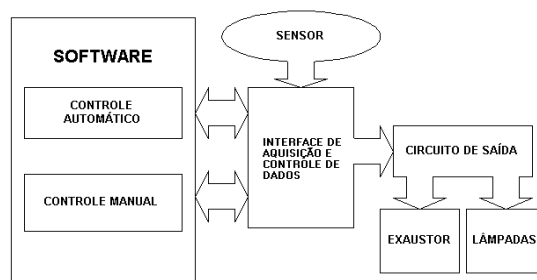 SOFTWARE
CONTROLE
AUTOMÁTICO
CONTROLE MANUAL
SENSOR
INTERFACE DE
AQUISIÇÃO E
CONTROLE DE
DADOS
CIRCUITO DE SAÍDA
EXAUSTOR
LÂMPADAS